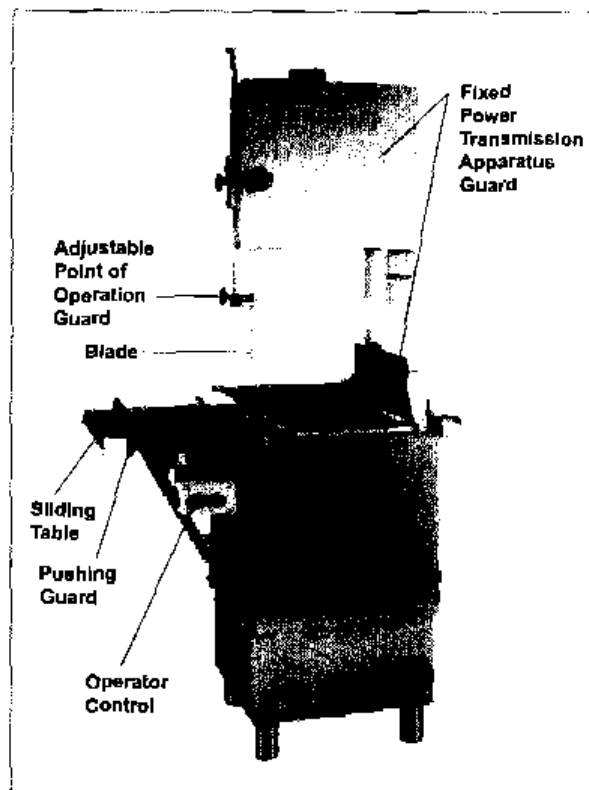 Fixed
Power
Transmission
Apparatus
Guard
Adjustable
Point of
Operation
Guard
Blade
Sliding
Table
Pushing
Guard
Operator
Control